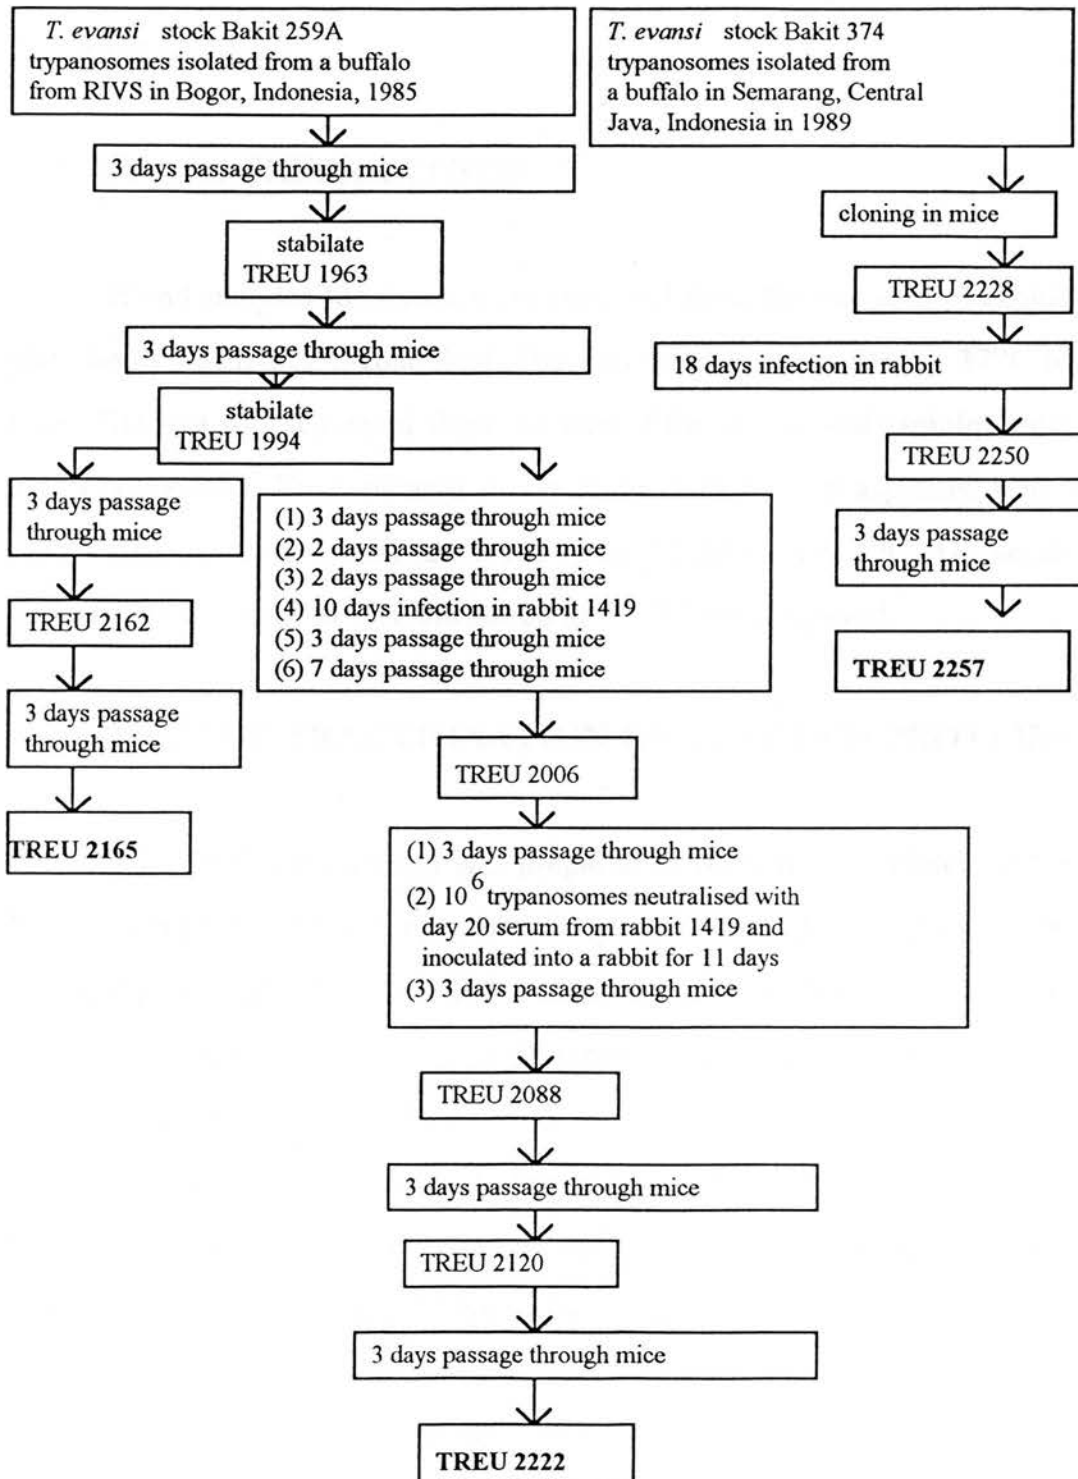 T. evansi stock Bakit 259A
trypanosomes isolated from a buffalo
from RIVS in Bogor, Indonesia, 1985
3 days passage through mice
stabilate
TREU 1963
3 days passage through mice
stabilate
TREU 1994
3 days passage
through mice
TREU 2162
3 days passage
through mice
TREU 2165
(1) 3 days passage through mice
(2) 2 days passage through mice
(3) 2 days passage through mice
(4) 10 days infection in rabbit 1419
(5) 3 days passage through mice
(6) 7 days passage through mice
TREU 2006
(1) 3 days passage through mice
(2) 10⁶ trypanosomes neutralised with
day 20 serum from rabbit 1419 and
inoculated into a rabbit for 11 days
(3) 3 days passage through mice
TREU 2088
3 days passage through mice
TREU 2120
3 days passage through mice
TREU 2222
T. evansi stock Bakit 374
trypanosomes isolated from
a buffalo in Semarang, Central
Java, Indonesia in 1989
cloning in mice
TREU 2228
18 days infection in rabbit
TREU 2250
3 days passage
through mice
TREU 2257